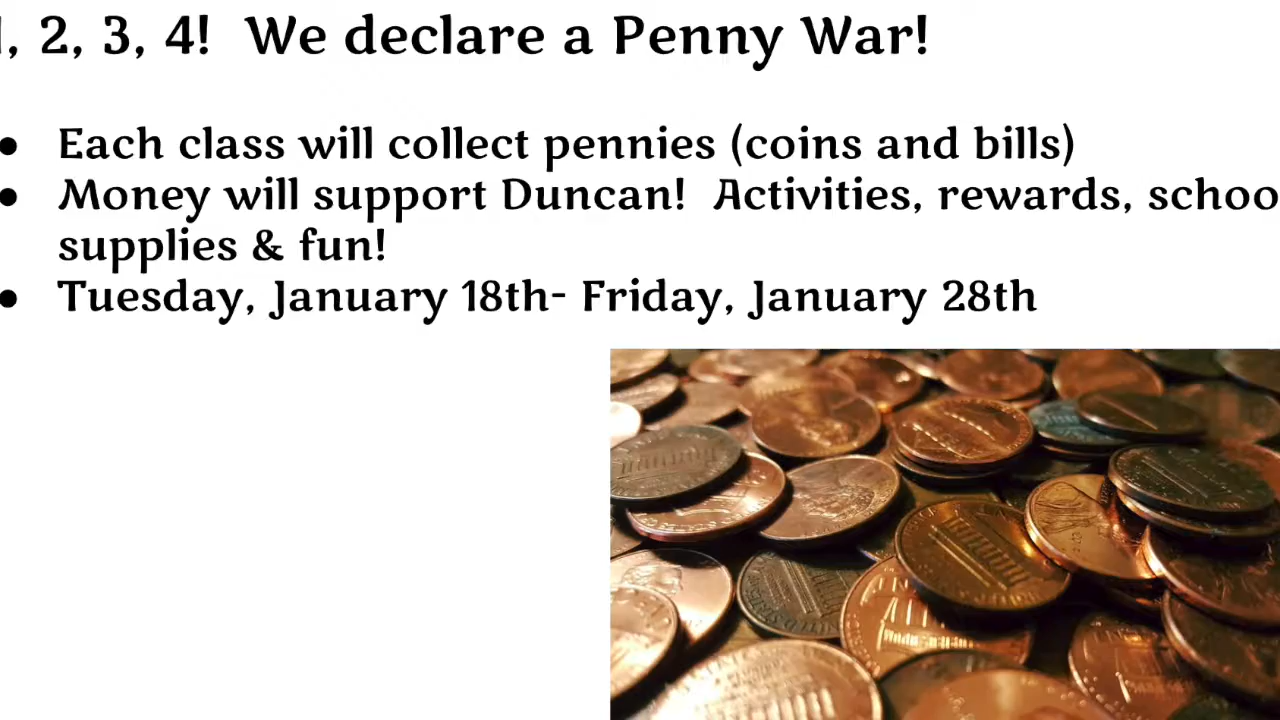 1, 2, 3, 4! We declare a Penny War!
• Each class will collect pennies (coins and bills)
• Money will support Duncan! Activities, rewards, schoo
supplies & fun!
• Tuesday, January 18th- Friday, January 28th